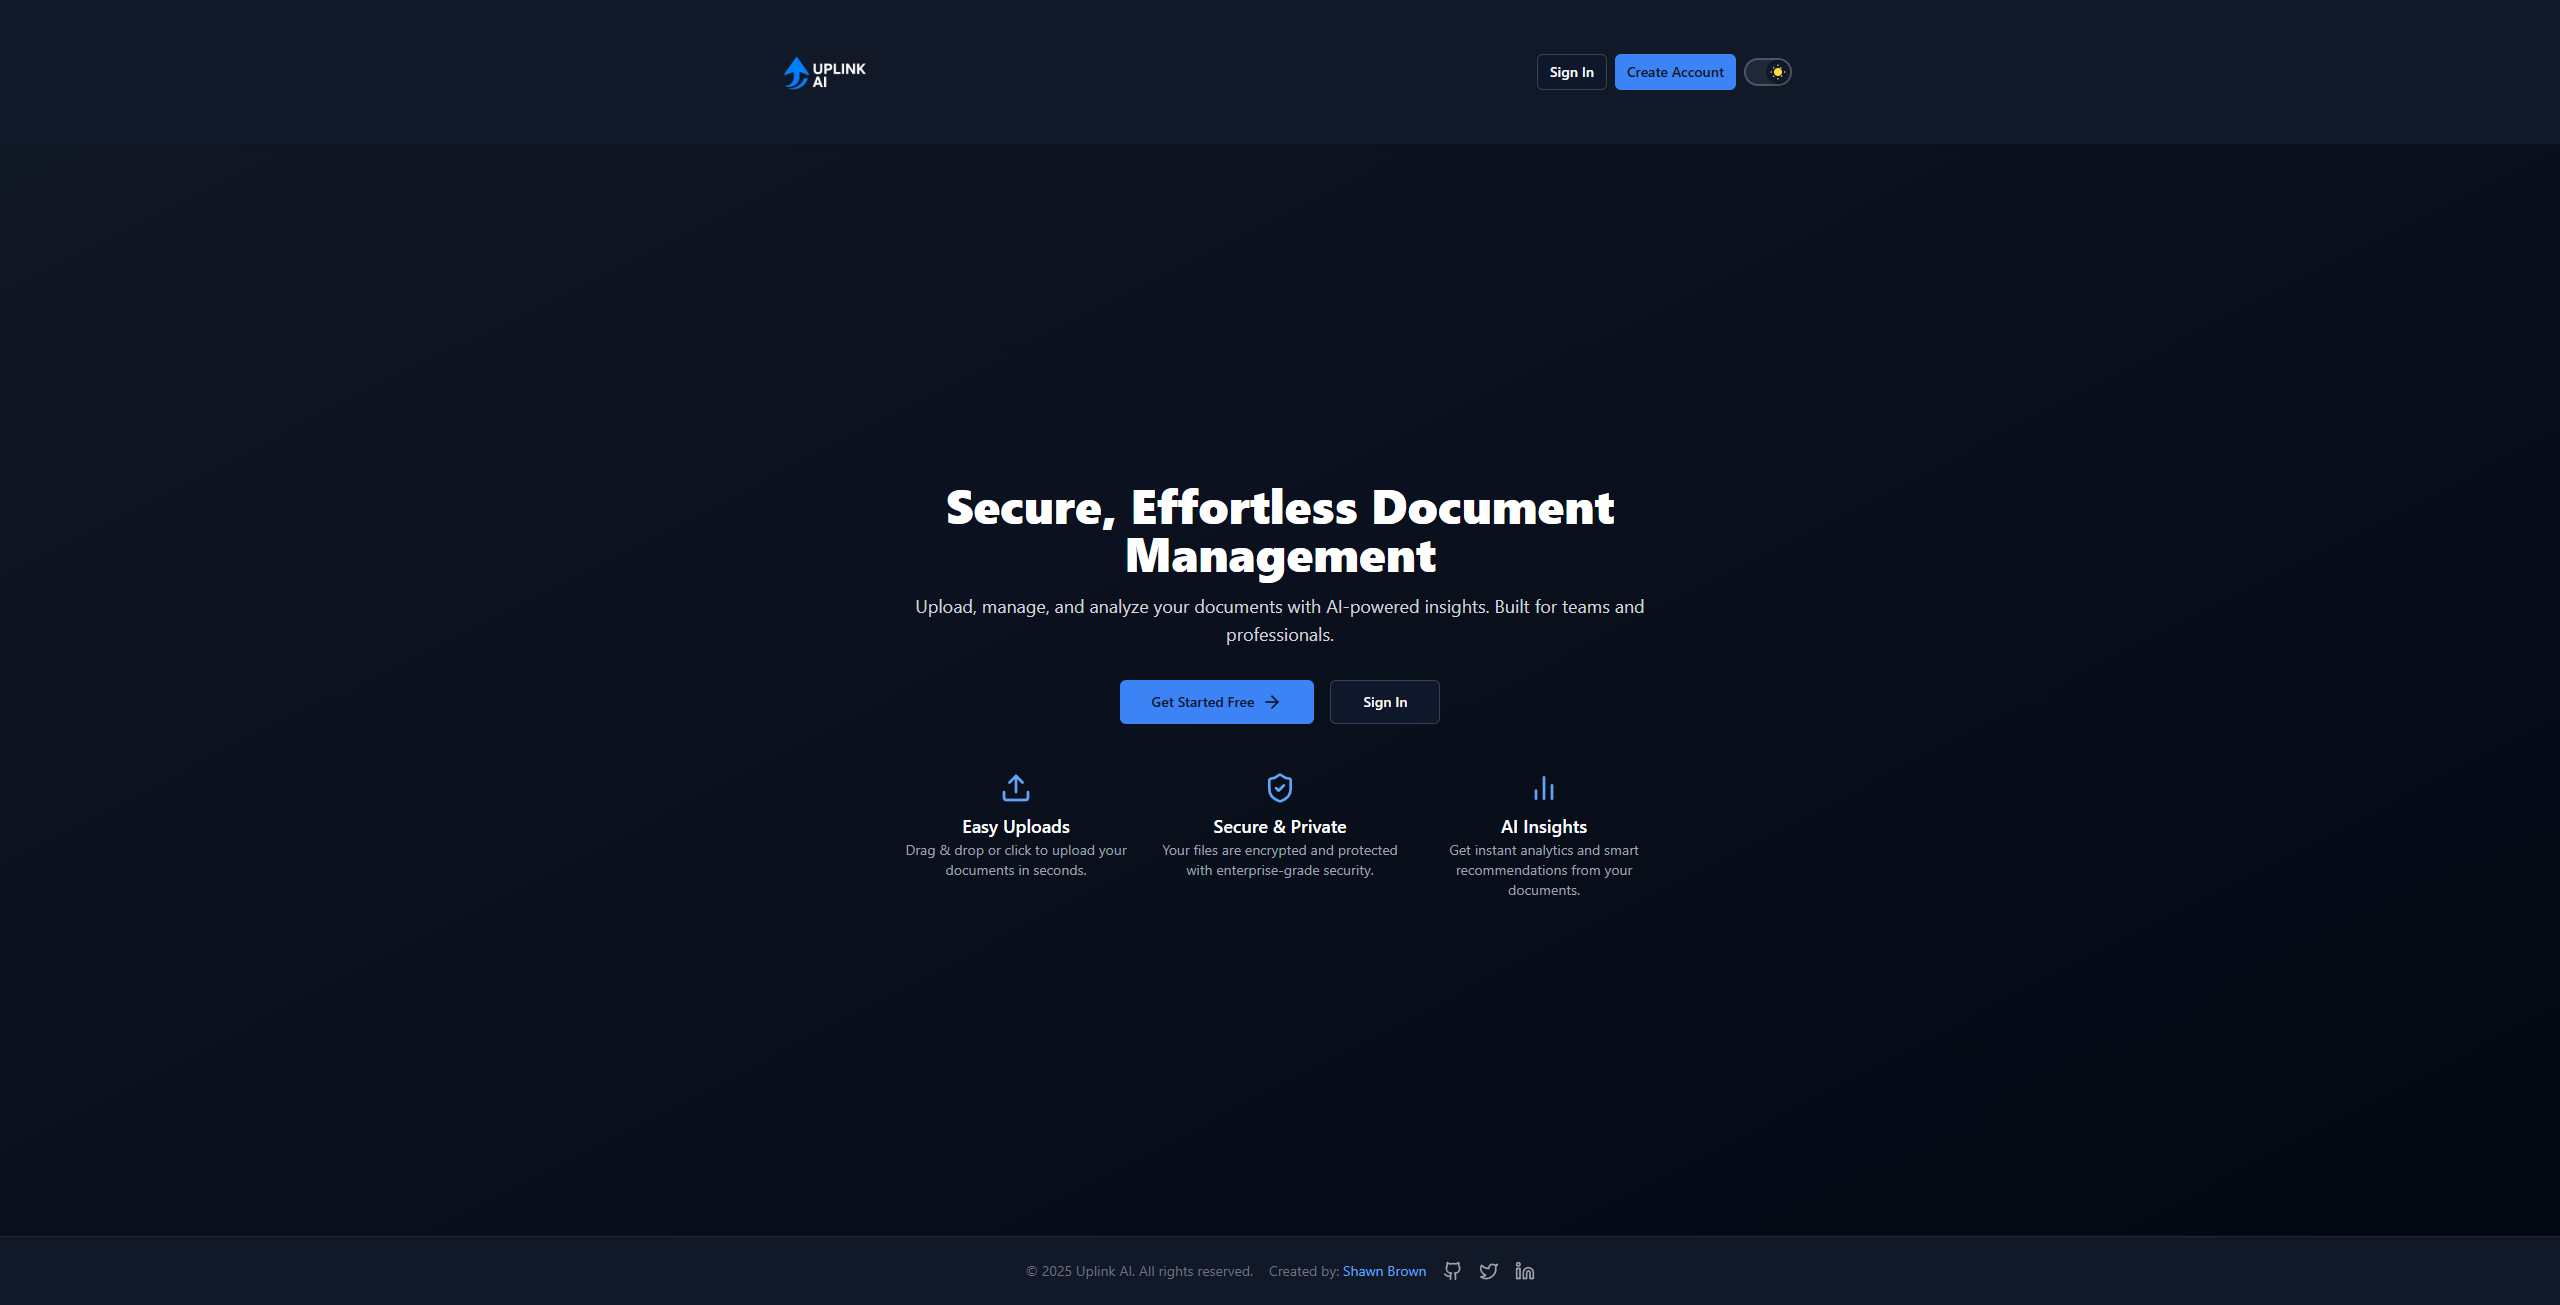 UPLINK
AI
Sign In
Create Account
Secure, Effortless Document
Management
Upload, manage, and analyze your documents with AI-powered insights. Built for teams and
professionals.
Get Started Free
Sign In
Easy Uploads
Drag & drop or click to upload your
documents in seconds.
Secure & Private
Your files are encrypted and protected
with enterprise-grade security.
AI Insights
Get instant analytics and smart
recommendations from your
documents.
© 2025 Uplink AI. All rights reserved. Created by: Shawn Brown